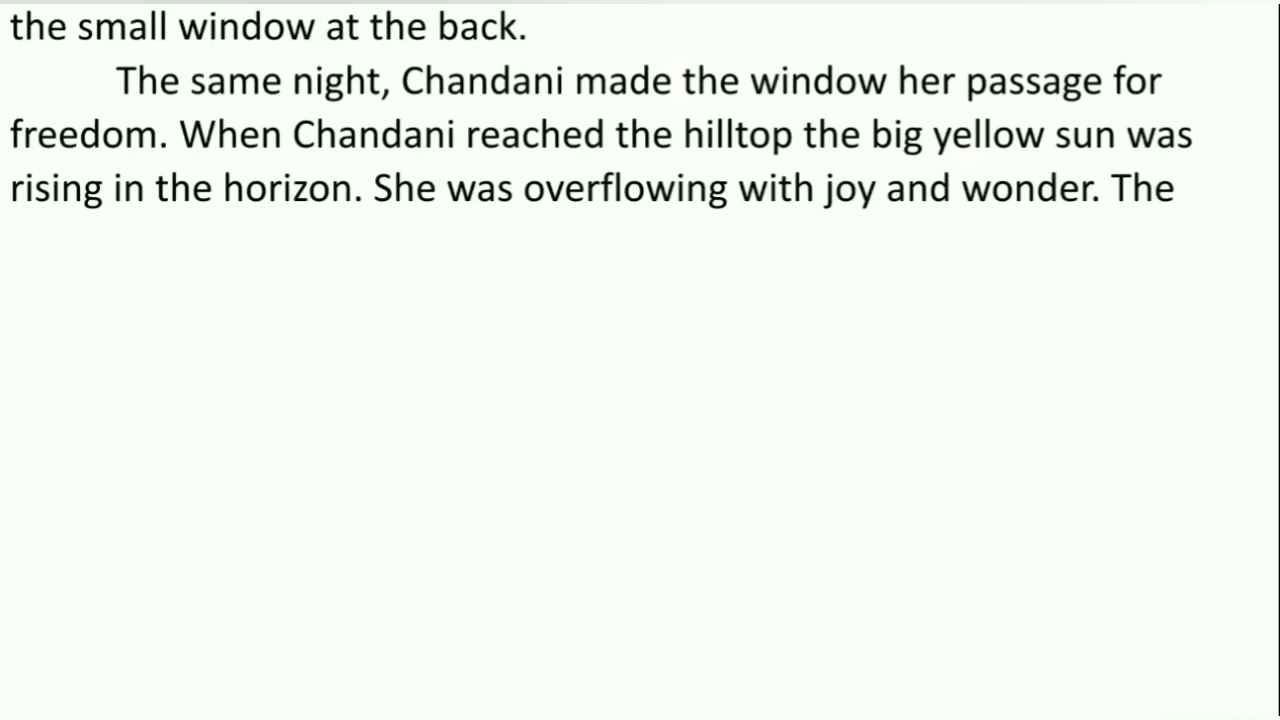 the small window at the back.
The same night, Chandani made the window her passage for
freedom. When Chandani reached the hilltop the big yellow sun was
rising in the horizon. She was overflowing with joy and wonder. The